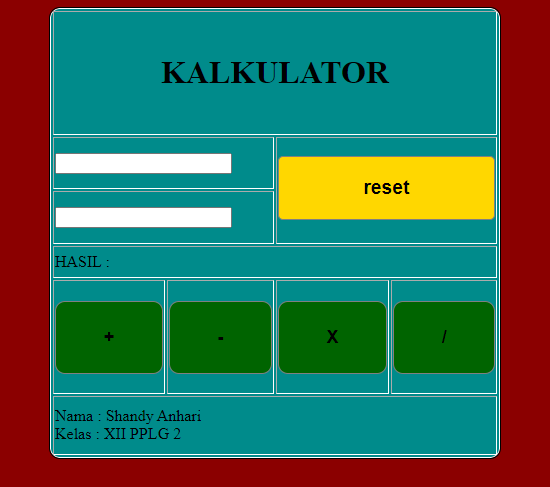 KALKULATOR
reset
HASIL :
+ - X /
Nama : Shandy Anhari
Kelas : XII PPLG 2